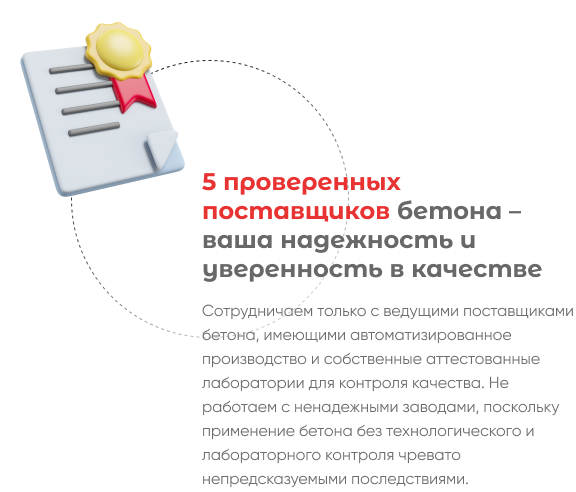 5 проверенных
поставщиков бетона –
ваша надежность и
уверенность в качестве
Сотрудничаем только с ведущими поставщиками
бетона, имеющими автоматизированное
производство и собственные аттестованные
лаборатории для контроля качества. Не
работаем с ненадежными заводами, поскольку
применение бетона без технологического и
лабораторного контроля чревато
непредсказуемыми последствиями.